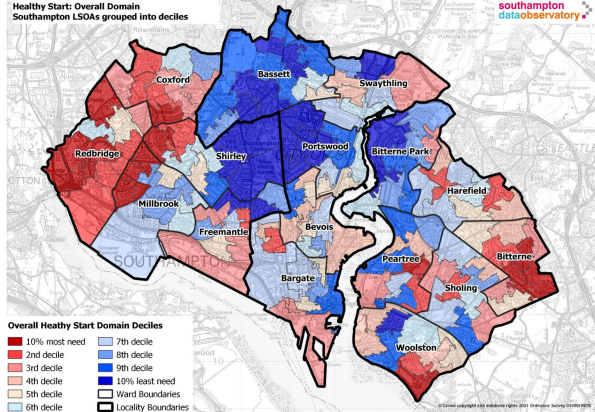 Healthy Start: Overall Domain
Southampton LSOAs grouped into deciles
southampton
dataobservatory
Coxford
Bassett
Swaythling
Redbridge
Shirley
Portswood
Bitterne Park
Harefield
Millbrook
Freemantle
Bevois
Bitterne
Peartree
SOUTHAMPTON
Bargate
Sholing
Woolston
Overall Heathy Start Domain Deciles
10% most need
2nd decile
3rd decile
4th decile
5th decile
6th decile
7th decile
8th decile
9th decile
10% least need
Ward Boundaries
Locality Boundaries